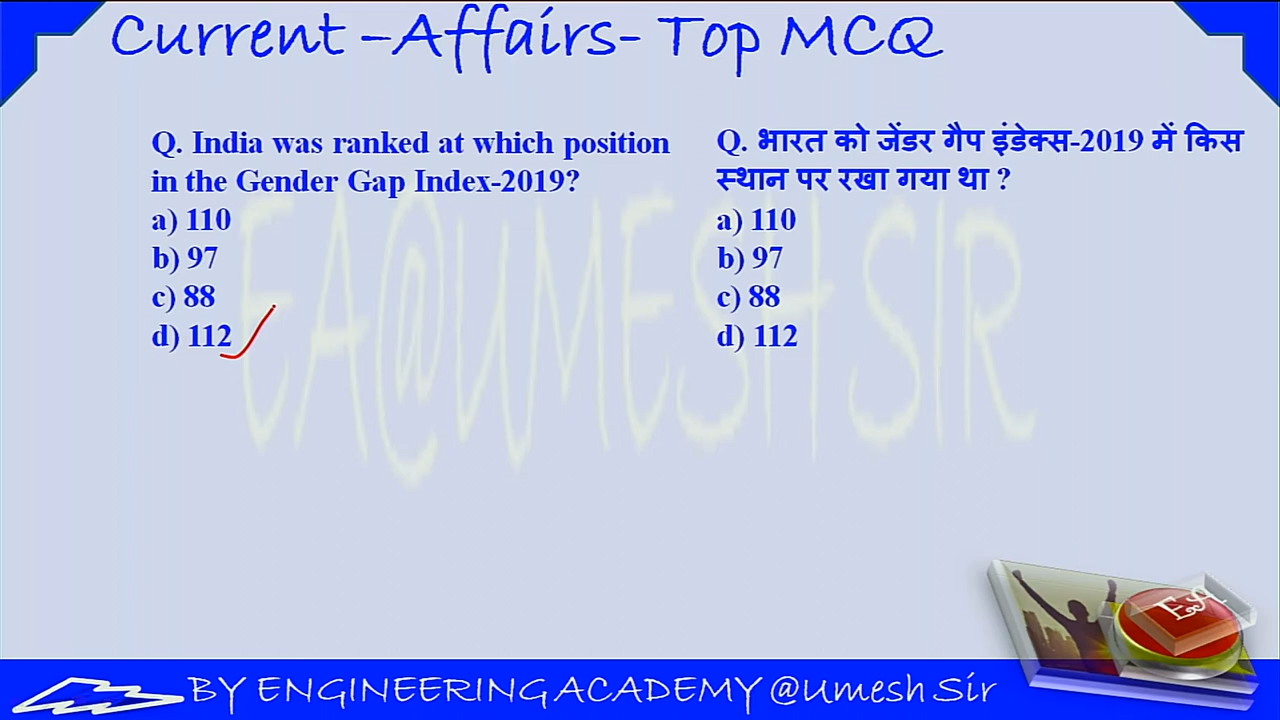 Current –Affairs- Top MCQ
Q. India was ranked at which position
in the Gender Gap Index-2019?
a) 110
b) 97
c) 88
d) 112
Q. भारत को जेंडर गैप इंडेक्स-2019 में किस
स्थान पर रखा गया था ?
a) 110
b) 97
c) 88
d) 112
EA@UMESH SIR
EA
BY ENGINEERING ACADEMY @Umesh Sir